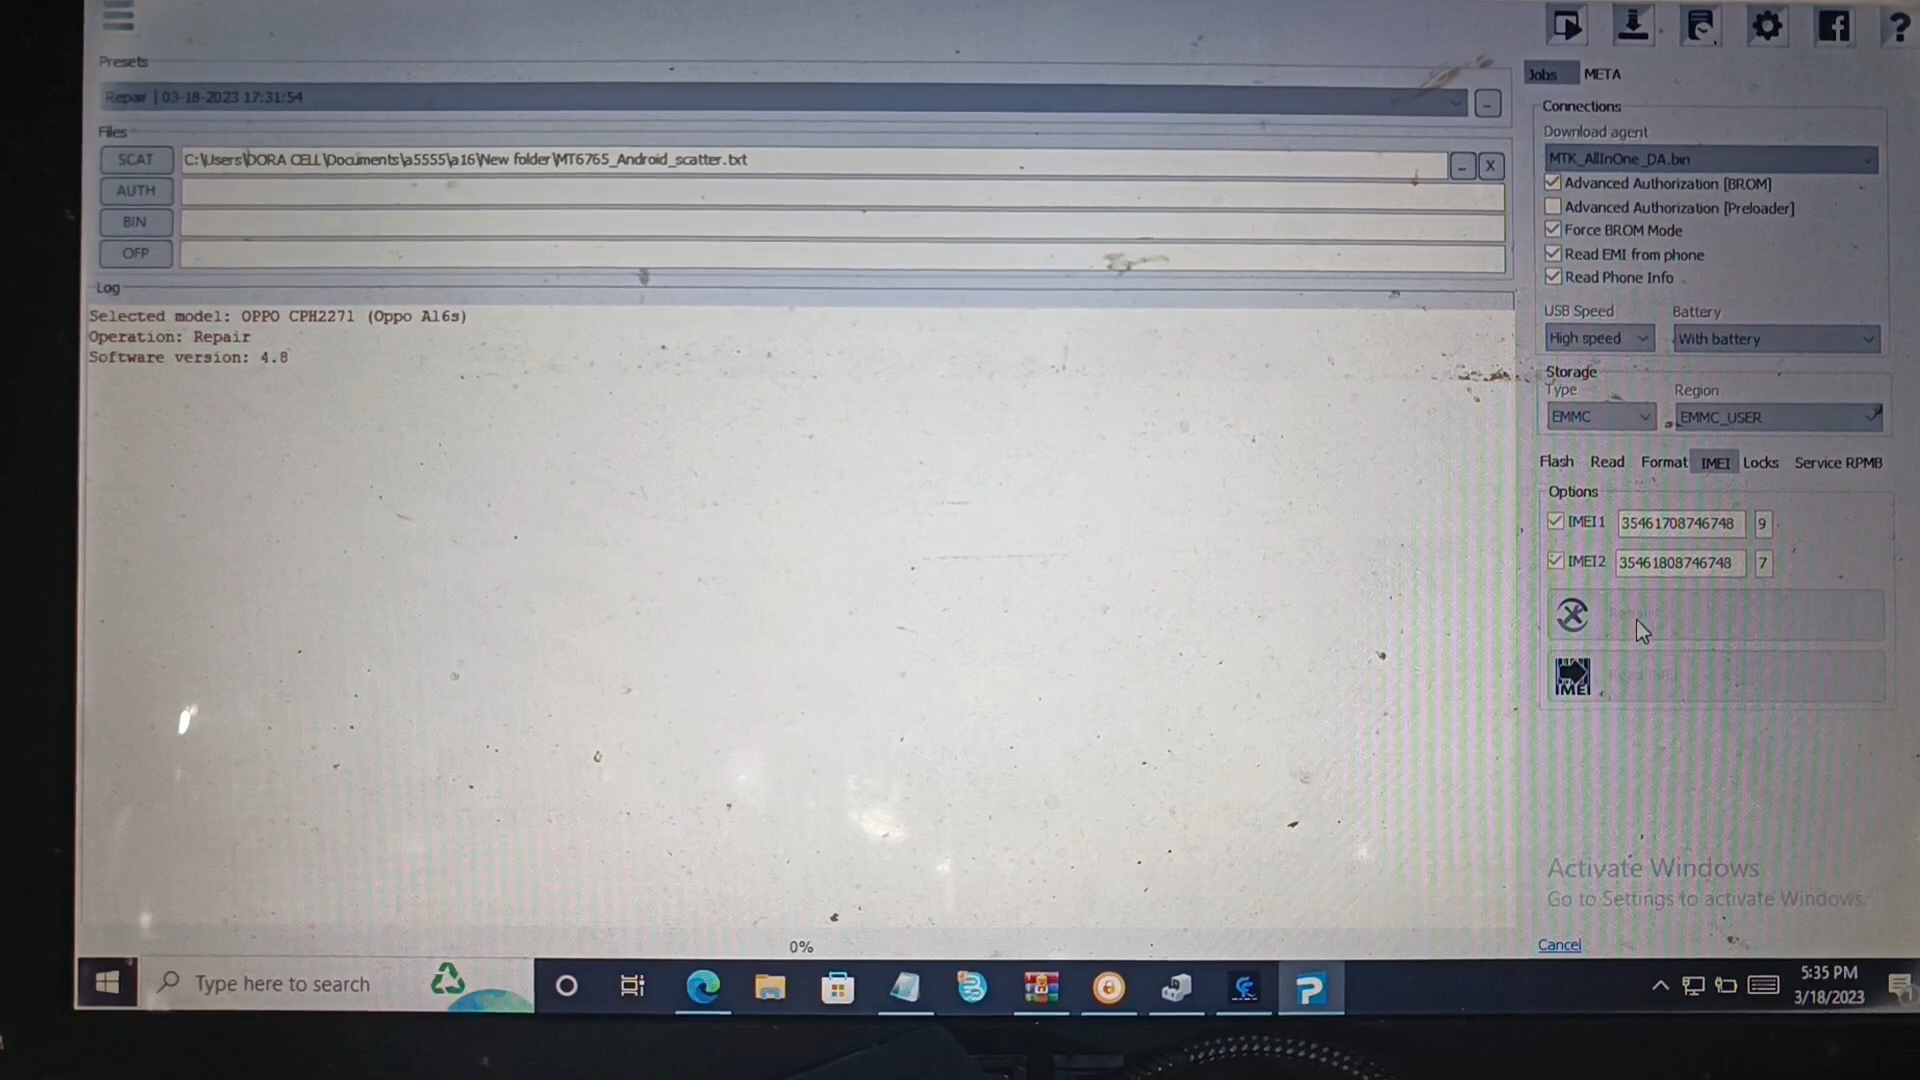 Presets
Repair | 03-18-2023 17:31:54
Files
SCAT C:\Users\DORA CELL\Documents\a5555\a16\New folder\MT6765_Android_scatter.txt - X
AUTH
BIN
OFP
Log
Selected model: OPPO CPH2271 (Oppo A16s)
Operation: Repair
Software version: 4.8
0%
Jobs META
Connections
Download agent
MTK_AllInOne_DA.bin
Advanced Authorization [BROM]
Advanced Authorization [Preloader]
Force BROM Mode
Read EMI from phone
Read Phone Info
USB Speed Battery
High speed With battery
Storage
Type Region
EMMC EMMC_USER
Flash Read Format IMEI Locks Service RPMB
Options
IMEI1 35461708746748 9
IMEI2 35461808746748 7
IMEI
Activate Windows
Go to Settings to activate Windows.
Cancel
Type here to search
5:35 PM
3/18/2023